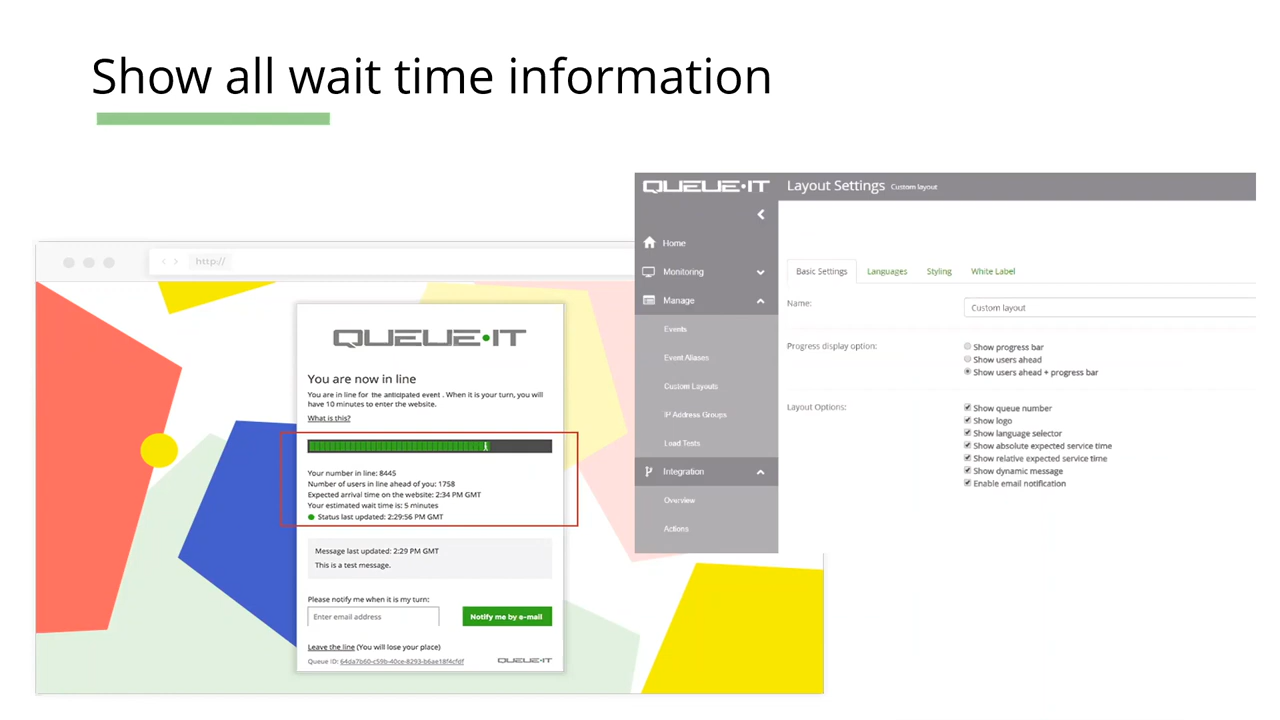 Show all wait time information
http://
QUEUE-IT
You are now in line
You are in line for the anticipated event . When it is your turn, you will
have 10 minutes to enter the website.
What is this?
Your number in line: 8445
Number of users in line ahead of you: 1758
Expected arrival time on the website: 2:34 PM GMT
Your estimated wait time is: 5 minutes
Status last updated: 2:29:56 PM GMT
Message last updated: 2:29 PM GMT
This is a test message.
Please notify me when it is my turn:
Enter email address
Notify me by e-mail
Leave the line (You will lose your place)
Queue ID: 64da7b60-c59b-40ce-8293-b6ae18f4cfdf
QUEUE-IT
QUEUE-IT
Layout Settings Custom layout
Home
Monitoring
Manage
Events
Event Aliases
Custom Layouts
IP Address Groups
Load Tests
Integration
Overview
Actions
Basic Settings Languages Styling White Label
Name:
Custom layout
Progress display option:
Show progress bar
Show users ahead
Show users ahead + progress bar
Layout Options:
Show queue number
Show logo
Show language selector
Show absolute expected service time
Show relative expected service time
Show dynamic message
Enable email notification